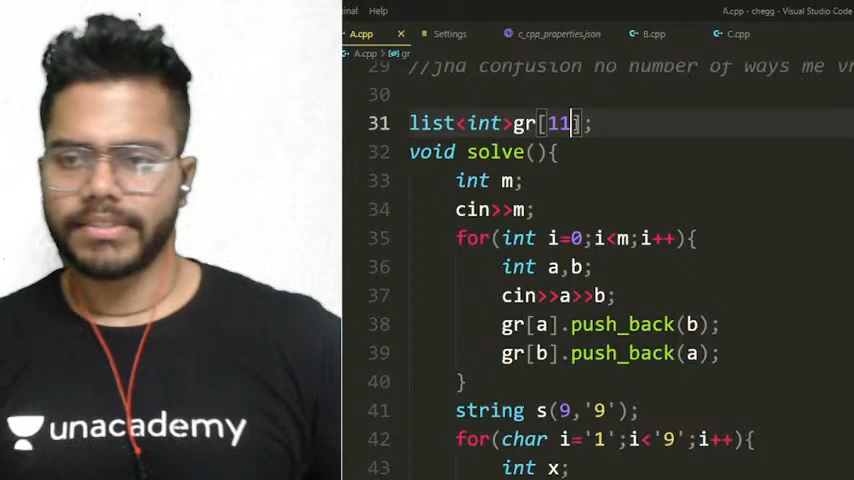 minal Help
A.cpp - chegg - Visual Studio Code
A.cpp × Settings c_cpp_properties.json B.cpp C.cpp
A.cpp > gr
29 //jha confusion no number of ways me
30
31 list<int>gr[11];
32 void solve(){
33 int m;
34 cin>>m;
35 for(int i=0;i<m;i++){
36 int a,b;
37 cin>>a>>b;
38 gr[a].push_back(b);
39 gr[b].push_back(a);
40 }
41 string s(9,'9');
42 for(char i='1';i<'9';i++){
43 int x;
unacademy